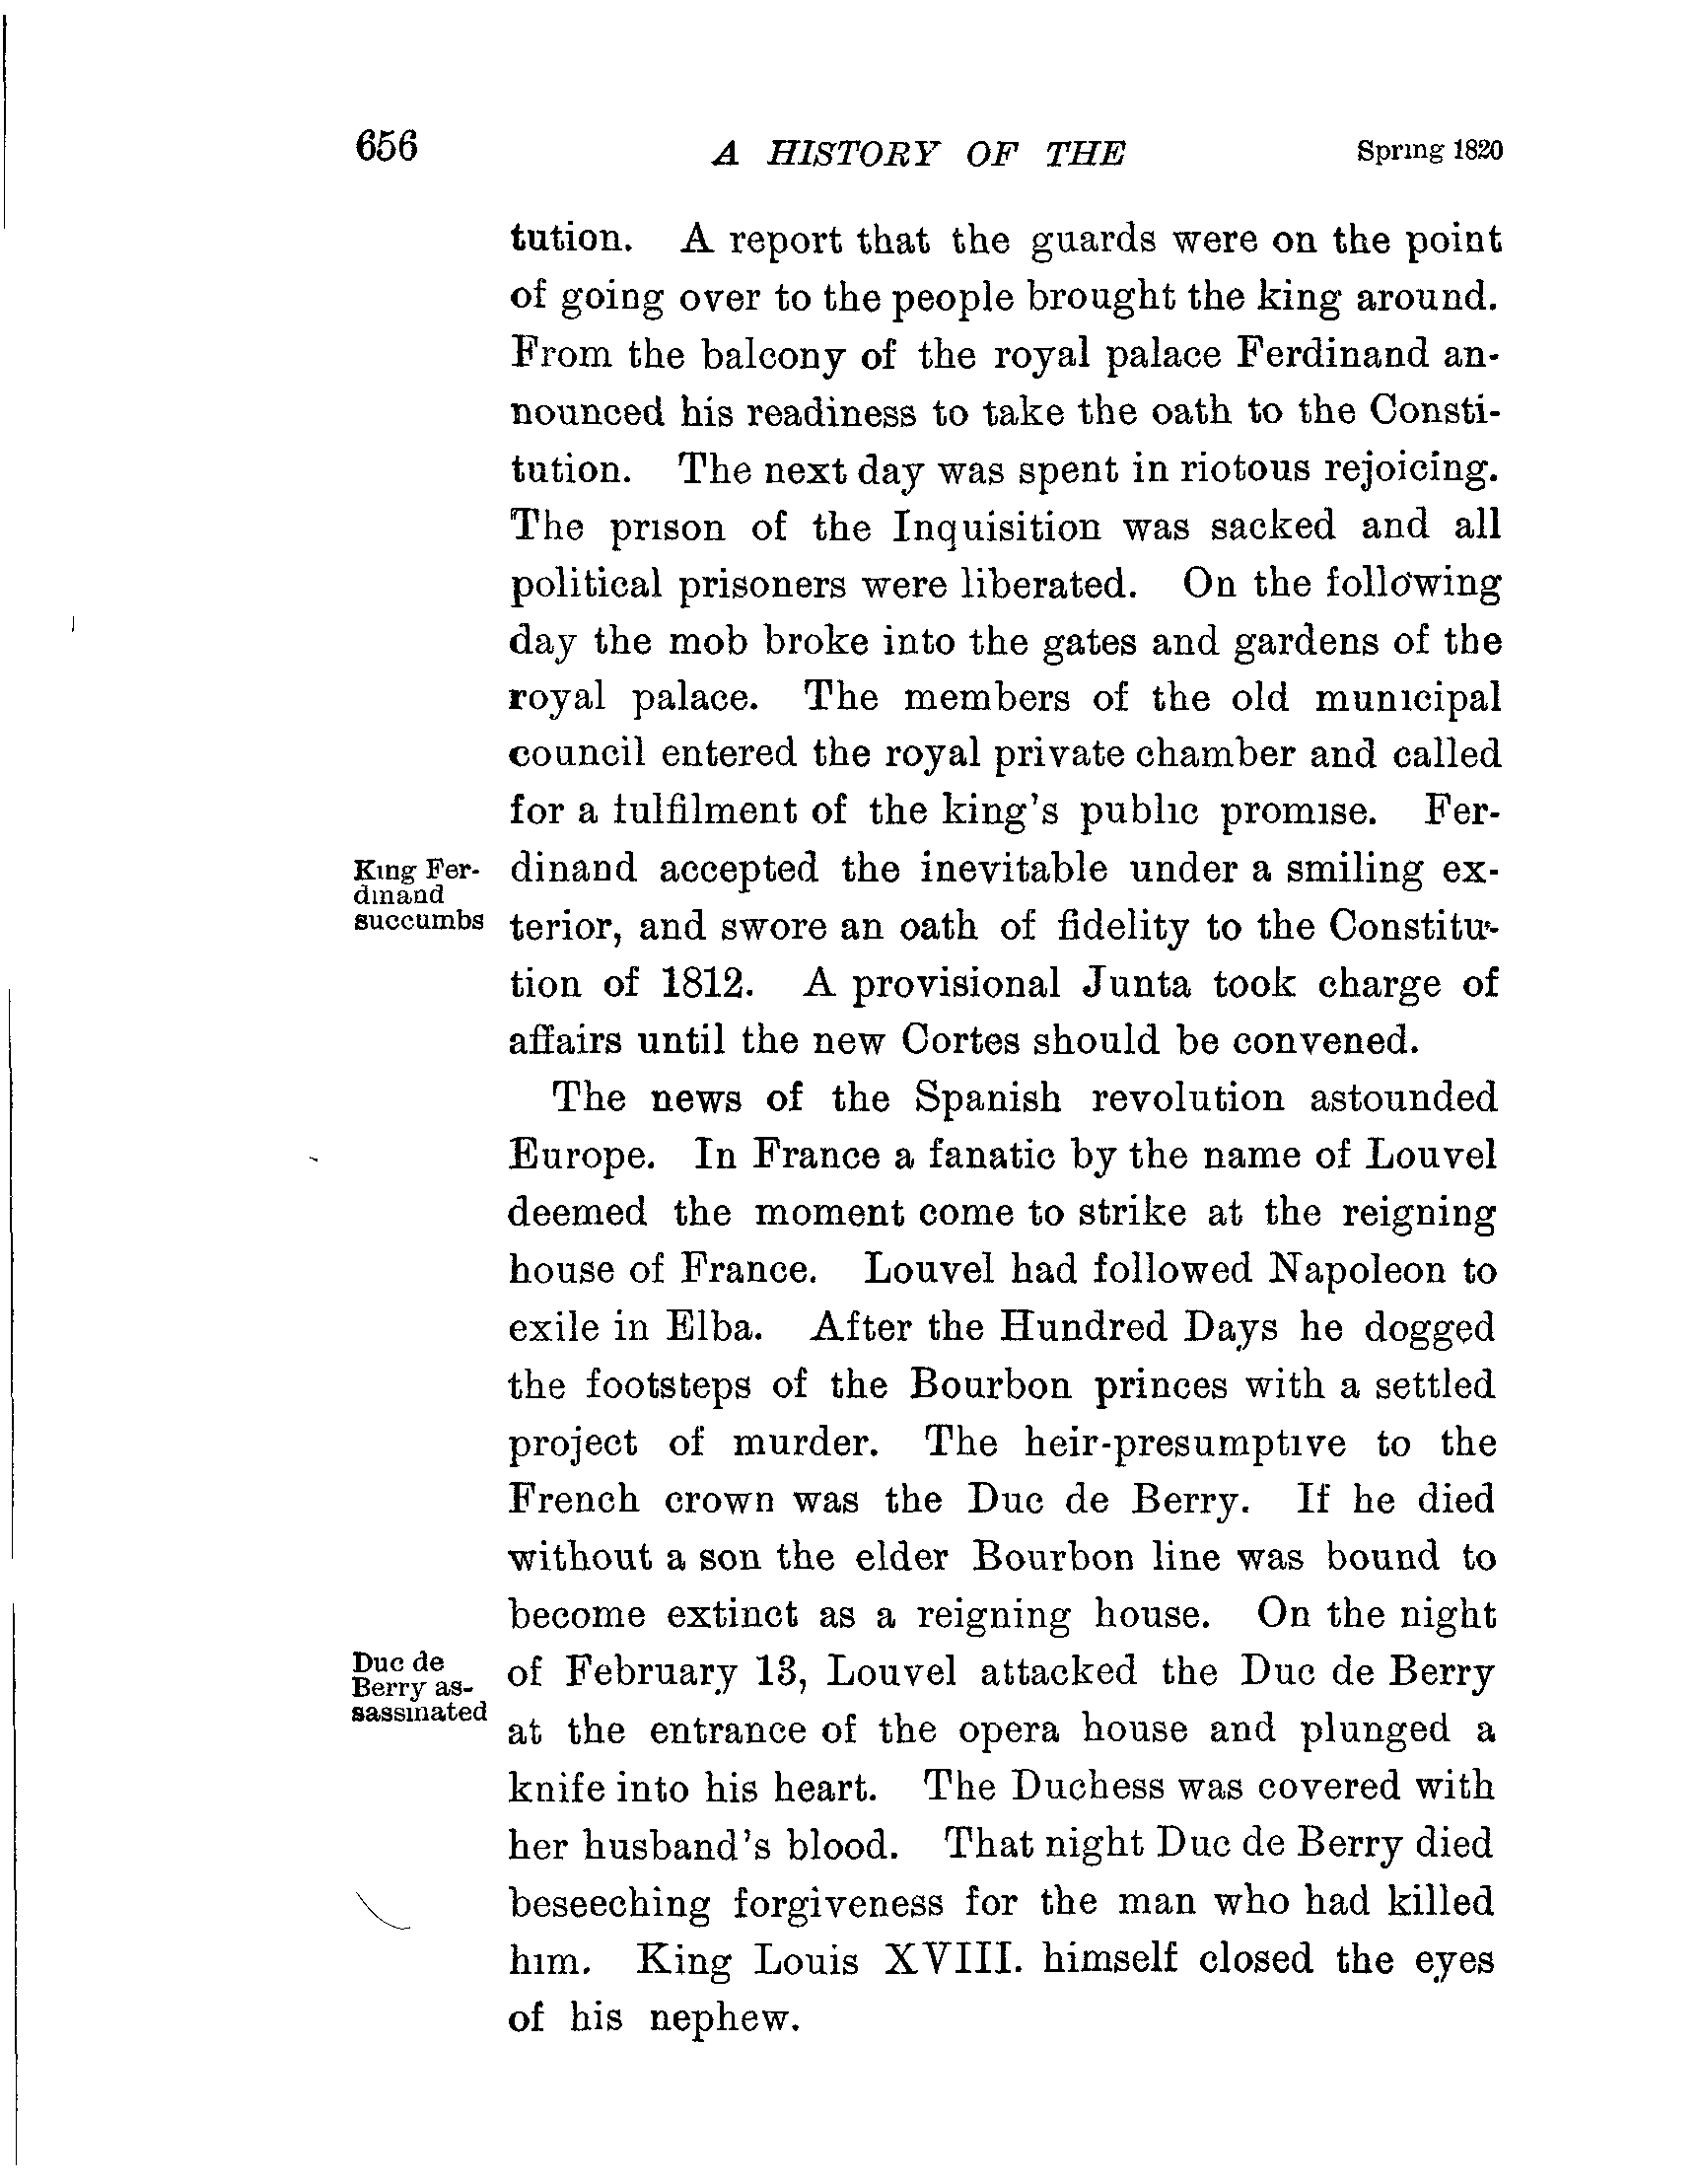 656 A HISTORY OF THE Spring 1820
tution. A report that the guards were on the point
of going over to the people brought the king around.
From the balcony of the royal palace Ferdinand an-
nounced his readiness to take the oath to the Consti-
tution. The next day was spent in riotous rejoicing.
The prison of the Inquisition was sacked and all
political prisoners were liberated. On the following
day the mob broke into the gates and gardens of the
royal palace. The members of the old municipal
council entered the royal private chamber and called
for a fulfilment of the king's public promise. Fer-
King Fer-
dinand
succumbs
dinand accepted the inevitable under a smiling ex-
terior, and swore an oath of fidelity to the Constitu-
tion of 1812. A provisional Junta took charge of
affairs until the new Cortes should be convened.
The news of the Spanish revolution astounded
Europe. In France a fanatic by the name of Louvel
deemed the moment come to strike at the reigning
house of France. Louvel had followed Napoleon to
exile in Elba. After the Hundred Days he dogged
the footsteps of the Bourbon princes with a settled
project of murder. The heir-presumptive to the
French crown was the Duc de Berry. If he died
without a son the elder Bourbon line was bound to
become extinct as a reigning house. On the night
Duc de
Berry as-
sassinated
of February 13, Louvel attacked the Duc de Berry
at the entrance of the opera house and plunged a
knife into his heart. The Duchess was covered with
her husband's blood. That night Duc de Berry died
beseeching forgiveness for the man who had killed
him. King Louis XVIII. himself closed the eyes
of his nephew.